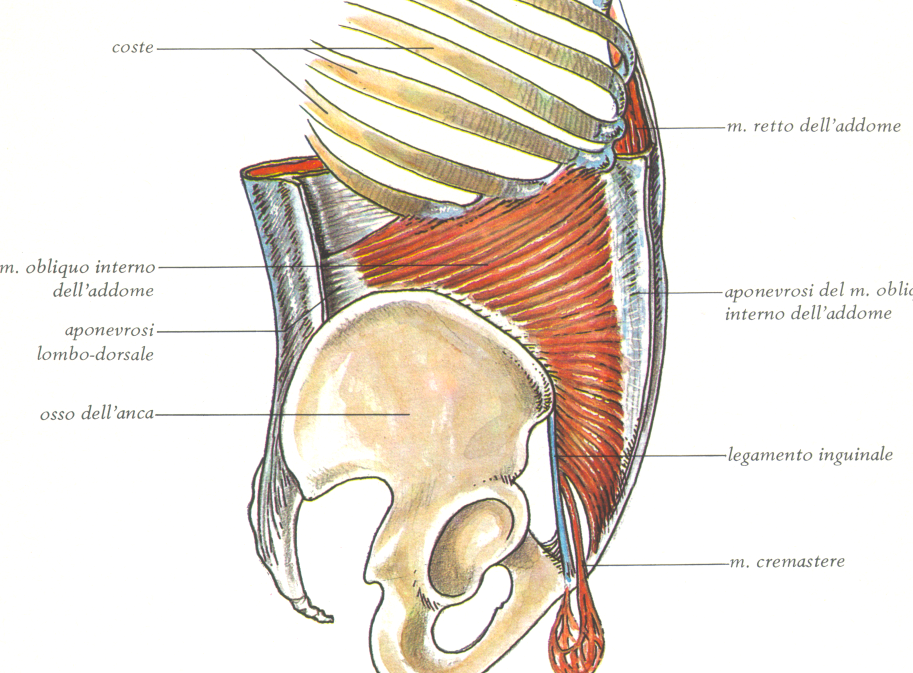 coste
m. retto dell'addome
m. obliquo interno
dell'addome
aponevrosi del m.
interno dell'addome
aponevrosi
lombo-dorsale
osso dell'anca
legamento inguinale
m. cremastere